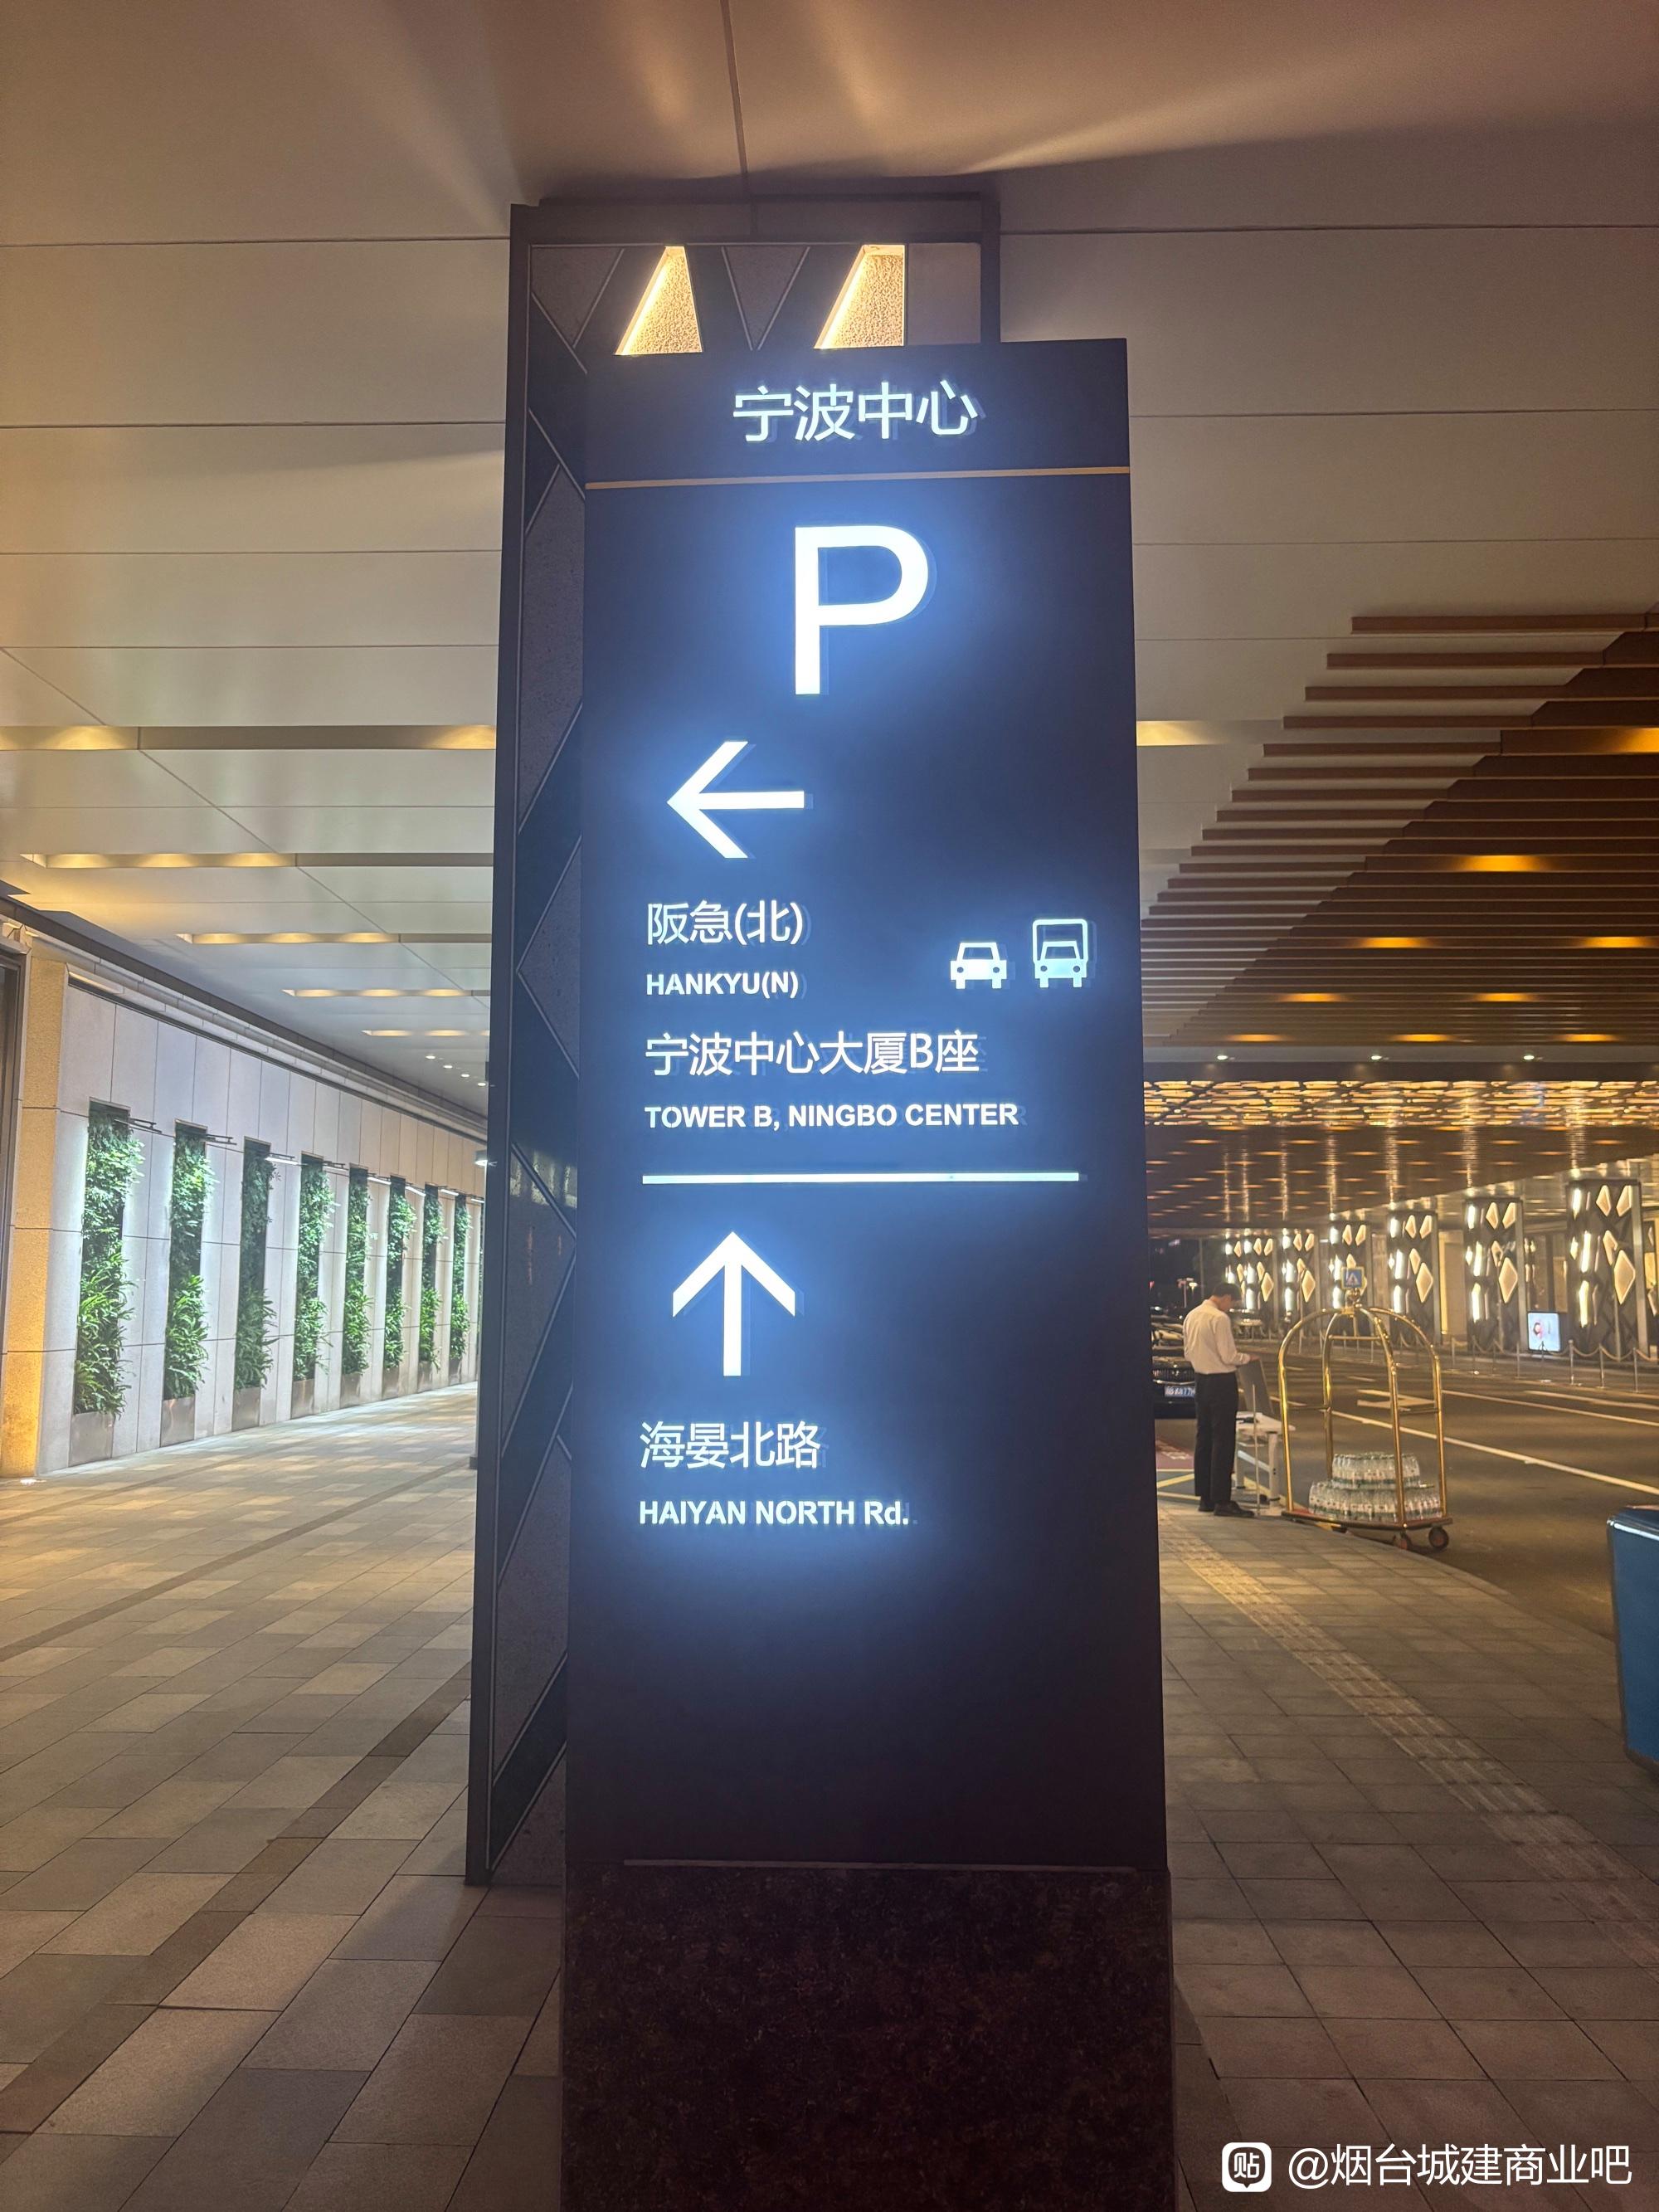 宁波中心
P
阪急(北)
HANKYU(N)
宁波中心大厦B座
TOWER B, NINGBO CENTER
海晏北路
HAIYAN NORTH Rd.
贴 @烟台城建商业吧